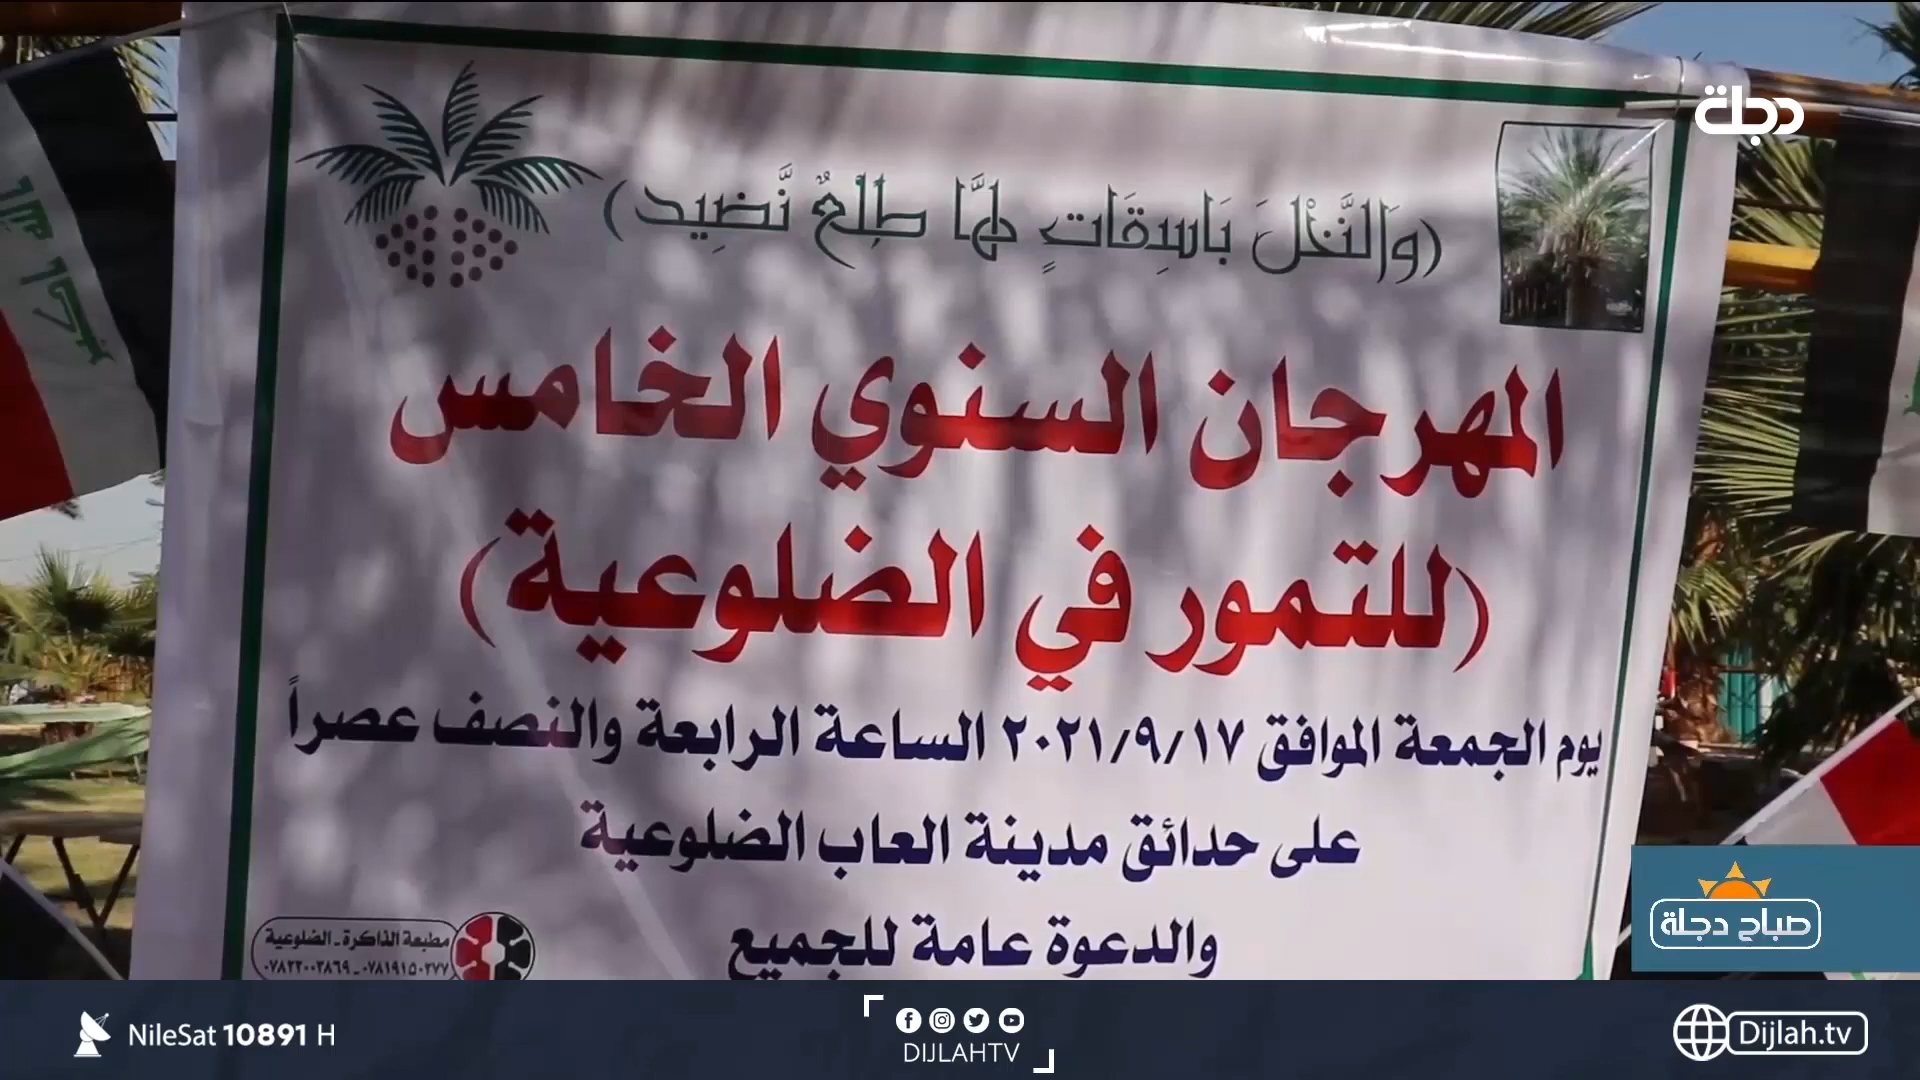 دجلة
(وَالنَّخْلَ بَاسِقَاتٍ لَهَّا طِلْعٌ نَّضِيد)
المهرجان السنوي الخامس
(للتمور في الضلوعية)
يوم الجمعة الموافق ٢٠٢١/٩/١٧ الساعة الرابعة والنصف عصراً
على حدائق مدينة العاب الضلوعية
والدعوة عامة للجميع
مطبعة الذاكرة - الضلوعية
٠٧٨١٩١٥٠٢٧٧ - ٠٧٨٢٢٠٠٣٨٦٩
صباح دجلة
NileSat 10891 H
DIJLAHTV
Dijlah.tv